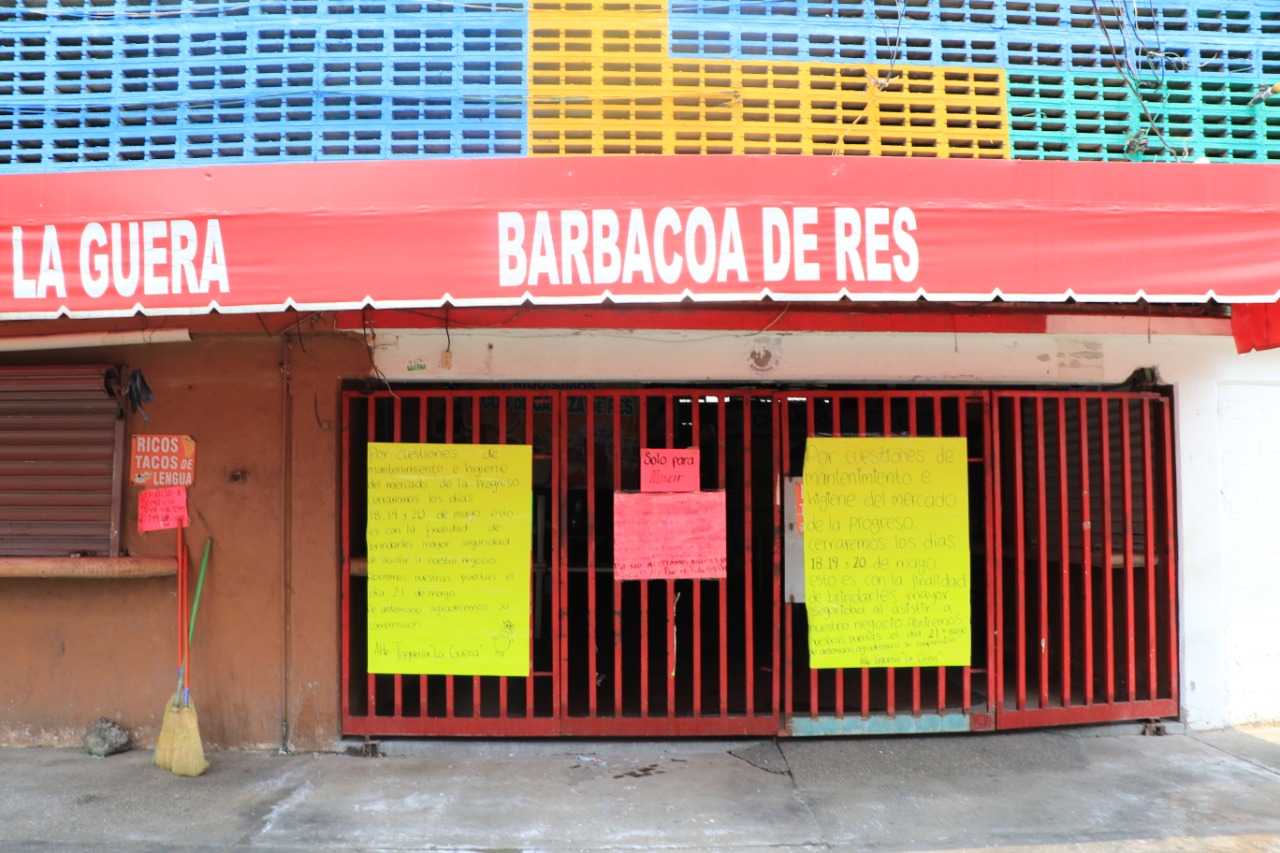 LA GUERA
BARBACOA DE RES
RICOS
TACOS DE
LENGUA
Por cuestiones de
mantenimiento e higiene
del mercado de la Progreso
cerraremos los dias
18, 19 y 20 de mayo, esto
es con la finalidad de
brindarles mayor seguridad
al asistir a nuestro negocio.
Abriremos nuestras puertas el
dia 21 de mayo
De antemano agradecemos su
comprension
Att: Taqueria "La Guera"
Solo para
llevar
Por cuestiones de
mantenimiento e
higiene del mercado
de la Progreso.
cerraremos los dias
18 19 y 20 de mayo
esto es con la finalidad
de brindarles mayor
seguridad al asistir a
nuestro negocio. Abriremos
nuestras puertas el dia 21 mayo
De antemano agradecemos su comprension
Att: Taqueria "La Guera"